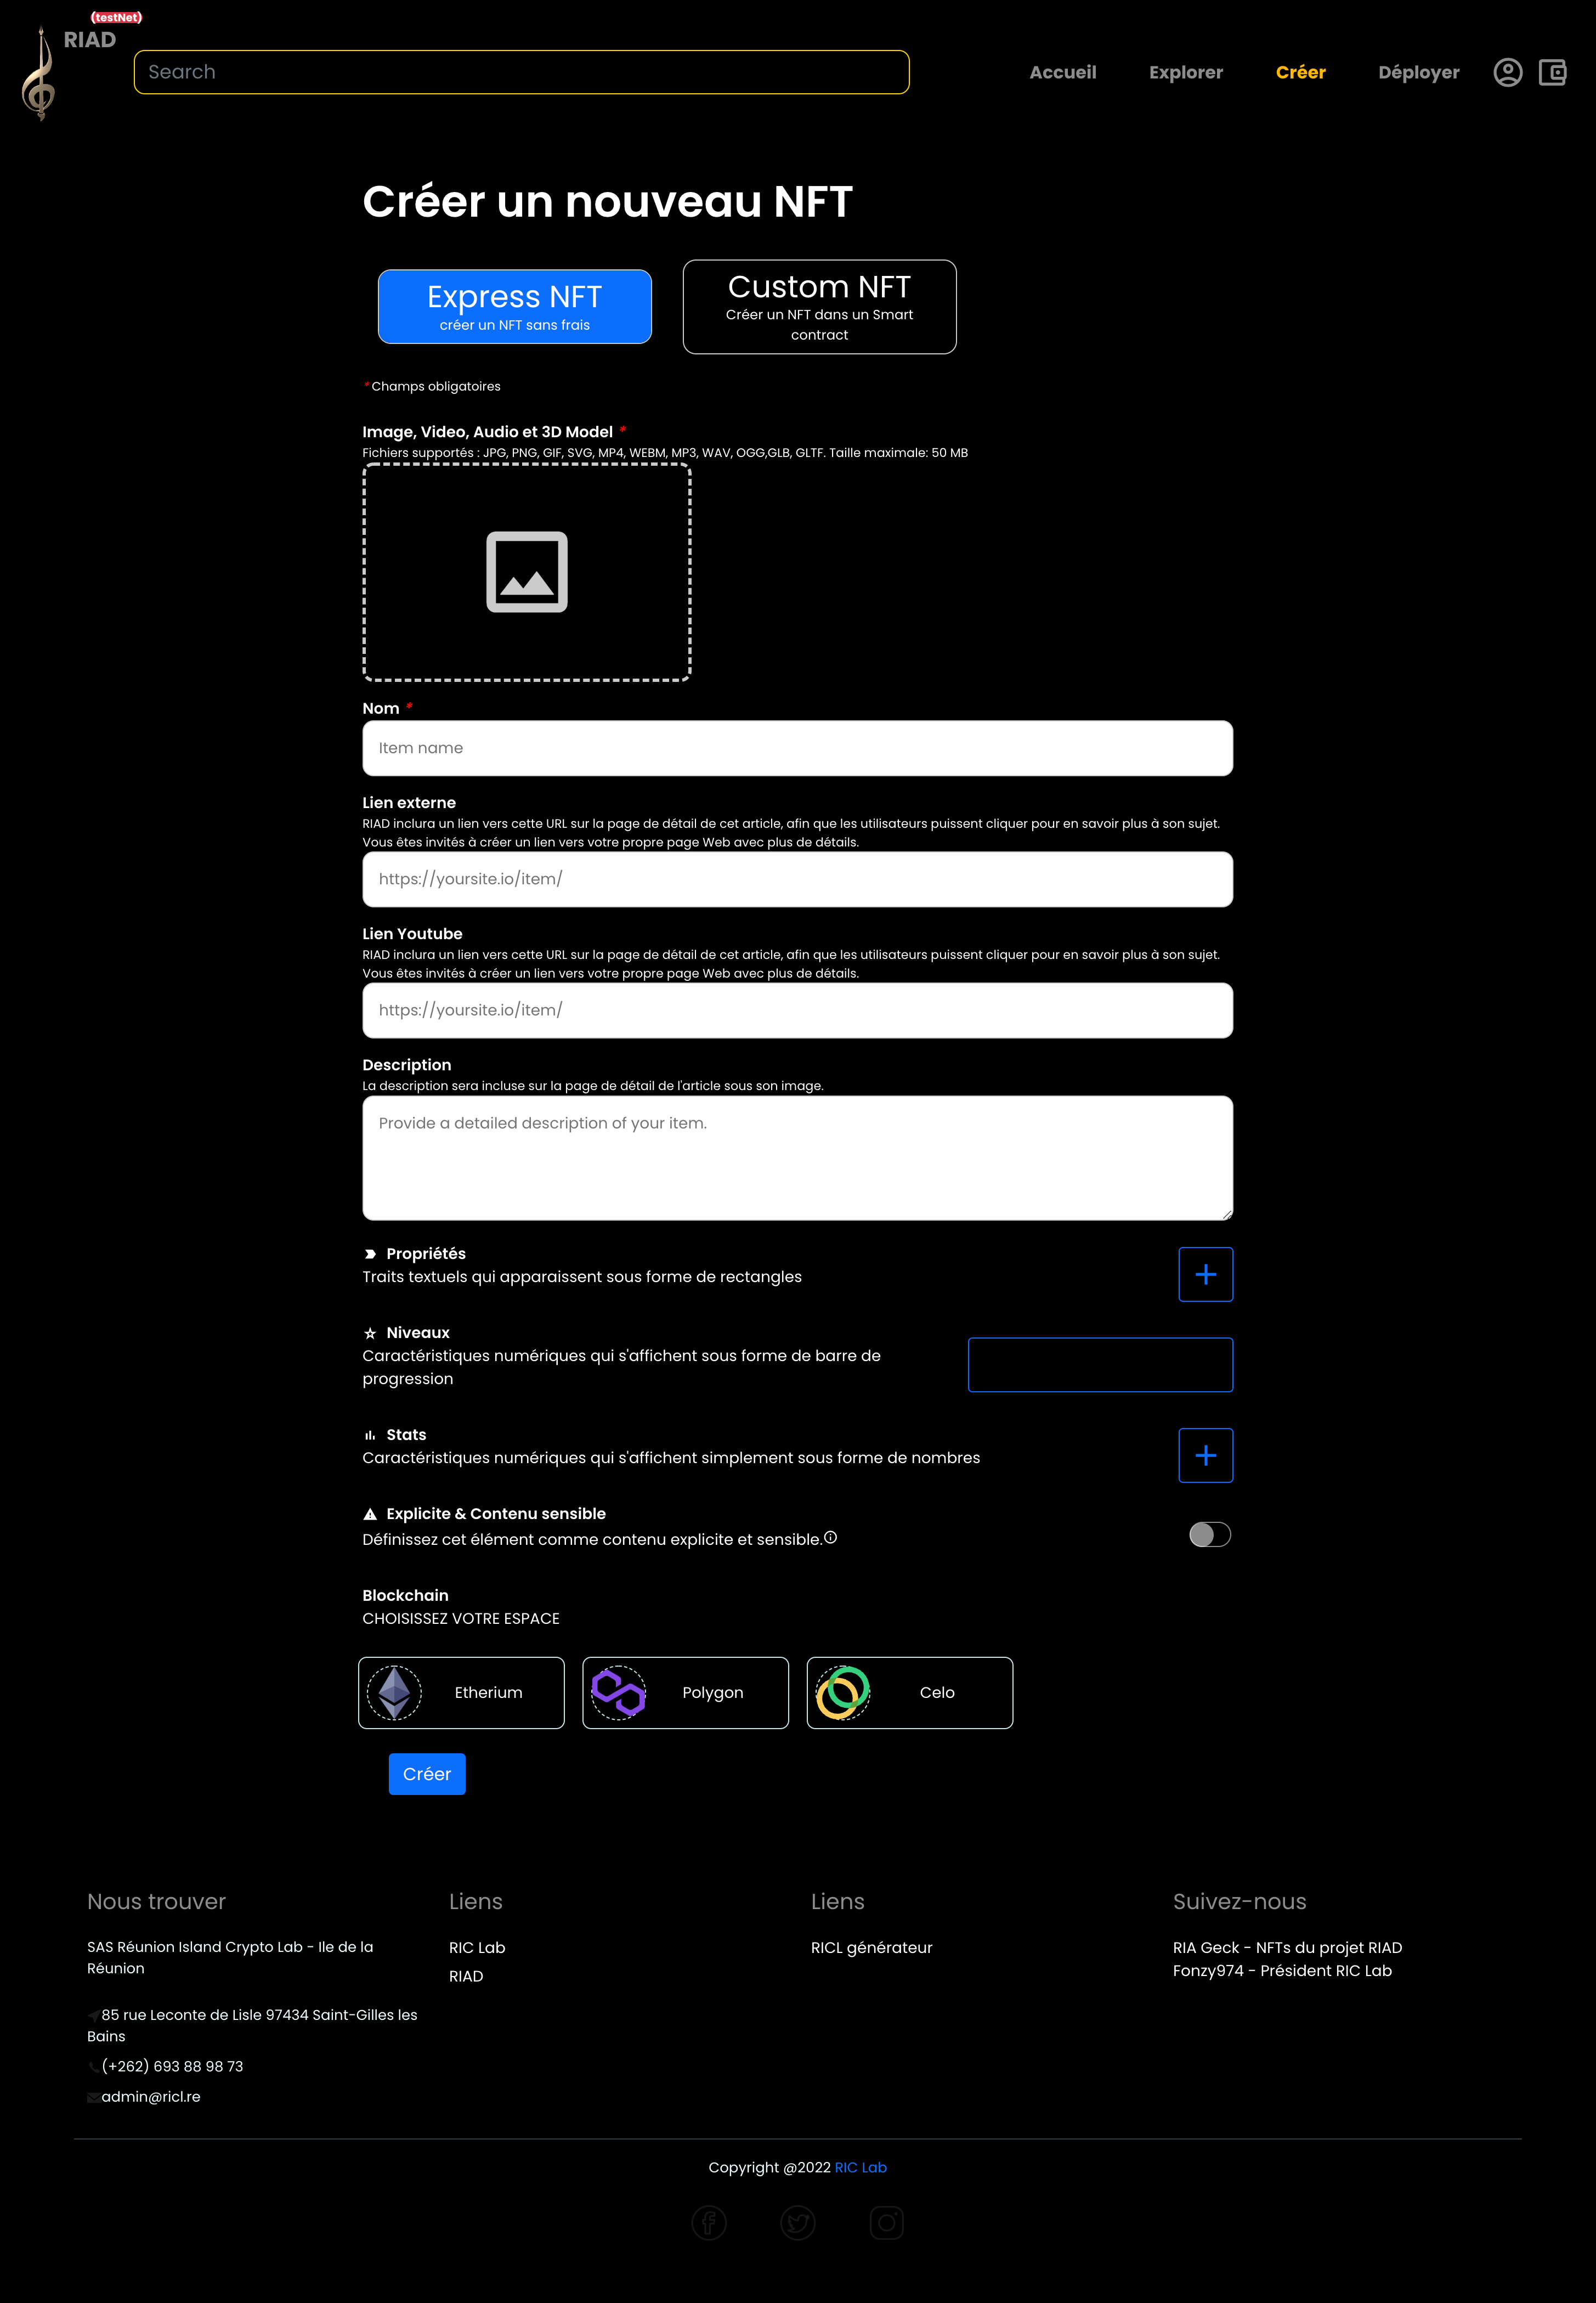 (testNet)
RIAD
Search
Accueil
Explorer
Créer
Déployer
Créer un nouveau NFT
Express NFT
créer un NFT sans frais
Custom NFT
Créer un NFT dans un Smart
contract
* Champs obligatoires
Image, Video, Audio et 3D Model *
Fichiers supportés : JPG, PNG, GIF, SVG, MP4, WEBM, MP3, WAV, OGG,GLB, GLTF. Taille maximale: 50 MB
Nom *
Item name
Lien externe
RIAD inclura un lien vers cette URL sur la page de détail de cet article, afin que les utilisateurs puissent cliquer pour en savoir plus à son sujet.
Vous êtes invités à créer un lien vers votre propre page Web avec plus de détails.
https://yoursite.io/item/
Lien Youtube
RIAD inclura un lien vers cette URL sur la page de détail de cet article, afin que les utilisateurs puissent cliquer pour en savoir plus à son sujet.
Vous êtes invités à créer un lien vers votre propre page Web avec plus de détails.
https://yoursite.io/item/
Description
La description sera incluse sur la page de détail de l'article sous son image.
Provide a detailed description of your item.
Propriétés
Traits textuels qui apparaissent sous forme de rectangles
Niveaux
Caractéristiques numériques qui s'affichent sous forme de barre de
progression
Stats
Caractéristiques numériques qui s'affichent simplement sous forme de nombres
Explicite & Contenu sensible
Définissez cet élément comme contenu explicite et sensible.
Blockchain
CHOISISSEZ VOTRE ESPACE
Etherium
Polygon
Celo
Créer
Nous trouver
SAS Réunion Island Crypto Lab - Ile de la
Réunion
85 rue Leconte de Lisle 97434 Saint-Gilles les
Bains
(+262) 693 88 98 73
admin@ricl.re
Liens
RIC Lab
RIAD
Liens
RICL générateur
Suivez-nous
RIA Geck - NFTs du projet RIAD
Fonzy974 - Président RIC Lab
Copyright @2022 RIC Lab